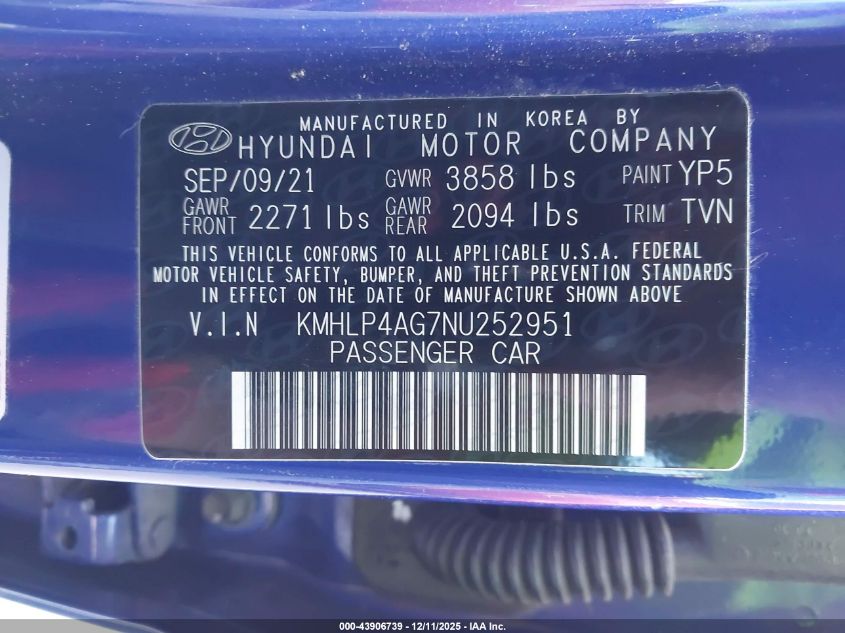 MANUFACTURED IN KOREA BY
HYUNDAI MOTOR COMPANY
SEP/09/21 GVWR 3858 lbs PAINT YP5
GAWR FRONT 2271 lbs GAWR REAR 2094 lbs TRIM TVN
THIS VEHICLE CONFORMS TO ALL APPLICABLE U.S.A. FEDERAL
MOTOR VEHICLE SAFETY, BUMPER, AND THEFT PREVENTION STANDARDS
IN EFFECT ON THE DATE OF MANUFACTURE SHOWN ABOVE
V.I.N KMHLP4AG7NU252951
PASSENGER CAR
000-43906739 - 12/11/2025 - IAA Inc.